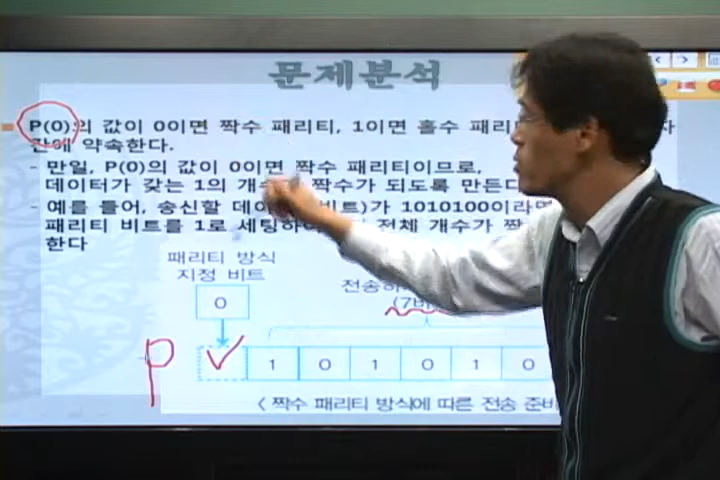 문제분석
P(0)의 값이 0이면 짝수 패리티, 1이면 홀수 패리
간에 약속한다.
- 만일, P(0)의 값이 0이면 짝수 패리티이므로,
데이터가 갖는 1의 개수 짝수가 되도록 만든다
- 예를 들어, 송신할 데이 비트)가 1010100이라면
패리티 비트를 1로 세팅하여 전체 개수가 짝
한다
패리티 방식
지정 비트
전송하
(7비
0
P 1 0 1 0 1 0
< 짝수 패리티 방식에 따른 전송 준비